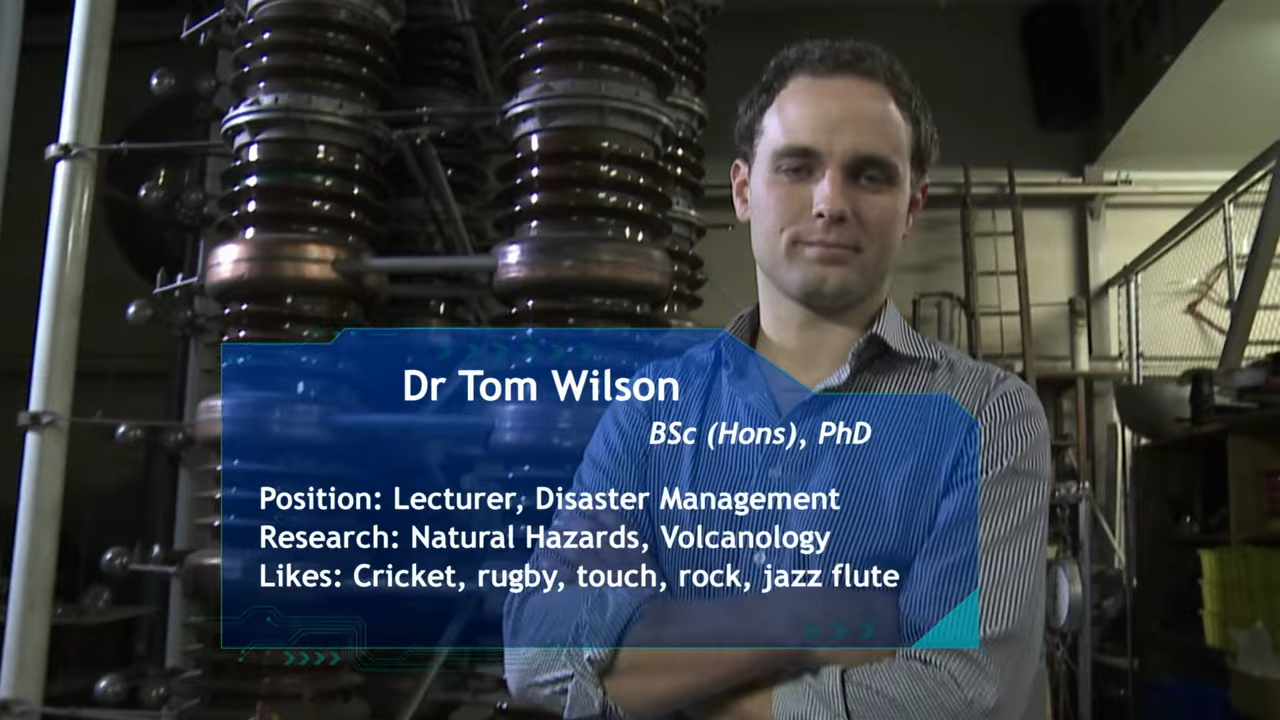 Dr Tom Wilson
BSc (Hons), PhD
Position: Lecturer, Disaster Management
Research: Natural Hazards, Volcanology
Likes: Cricket, rugby, touch, rock, jazz flute